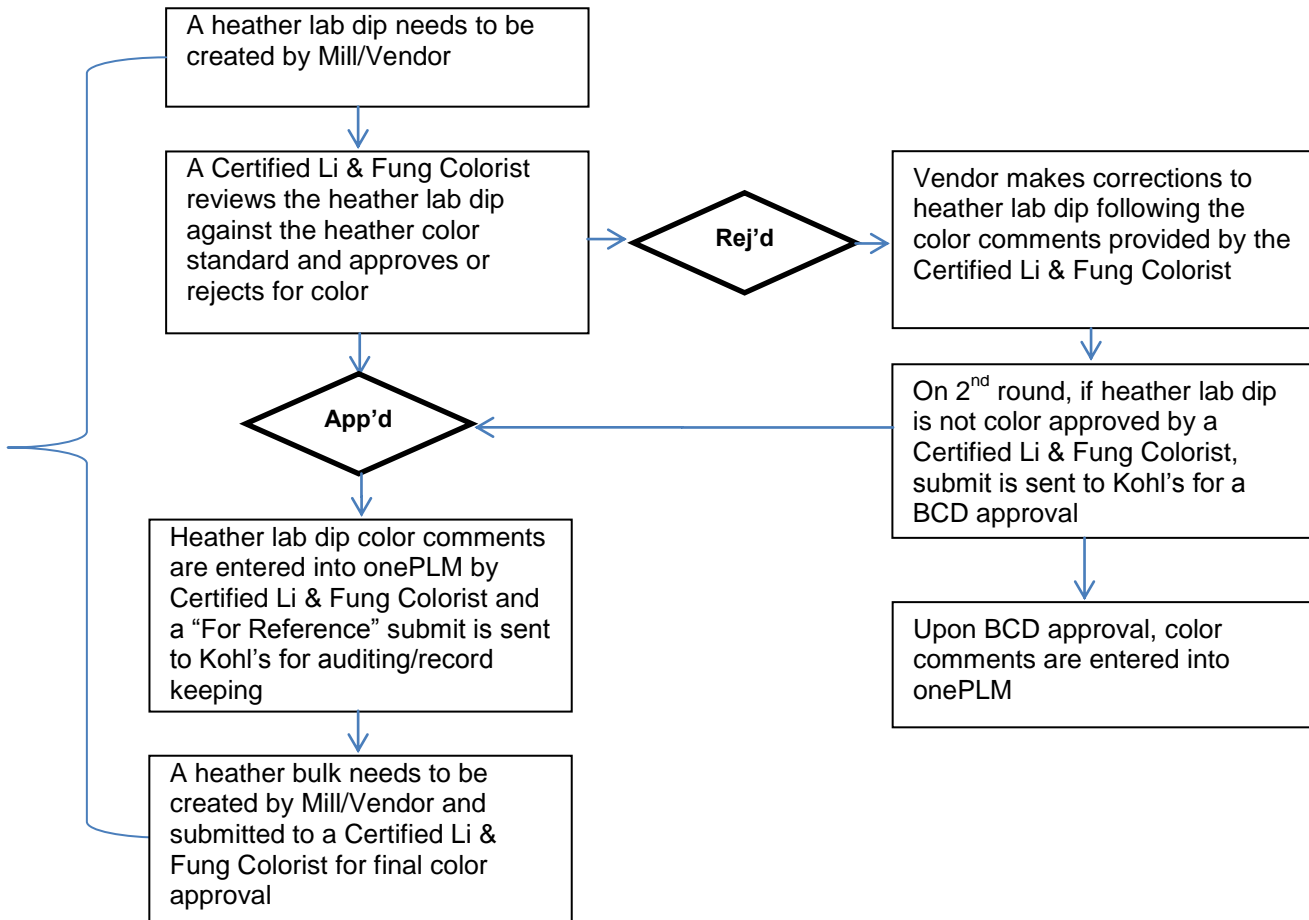 A heather lab dip needs to be
created by Mill/Vendor
A Certified Li & Fung Colorist
reviews the heather lab dip
against the heather color
standard and approves or
rejects for color
Rej’d
Vendor makes corrections to
heather lab dip following the
color comments provided by the
Certified Li & Fung Colorist
App’d
On 2nd round, if heather lab dip
is not color approved by a
Certified Li & Fung Colorist,
submit is sent to Kohl’s for a
BCD approval
Heather lab dip color comments
are entered into onePLM by
Certified Li & Fung Colorist and
a “For Reference” submit is sent
to Kohl’s for auditing/record
keeping
Upon BCD approval, color
comments are entered into
onePLM
A heather bulk needs to be
created by Mill/Vendor and
submitted to a Certified Li &
Fung Colorist for final color
approval